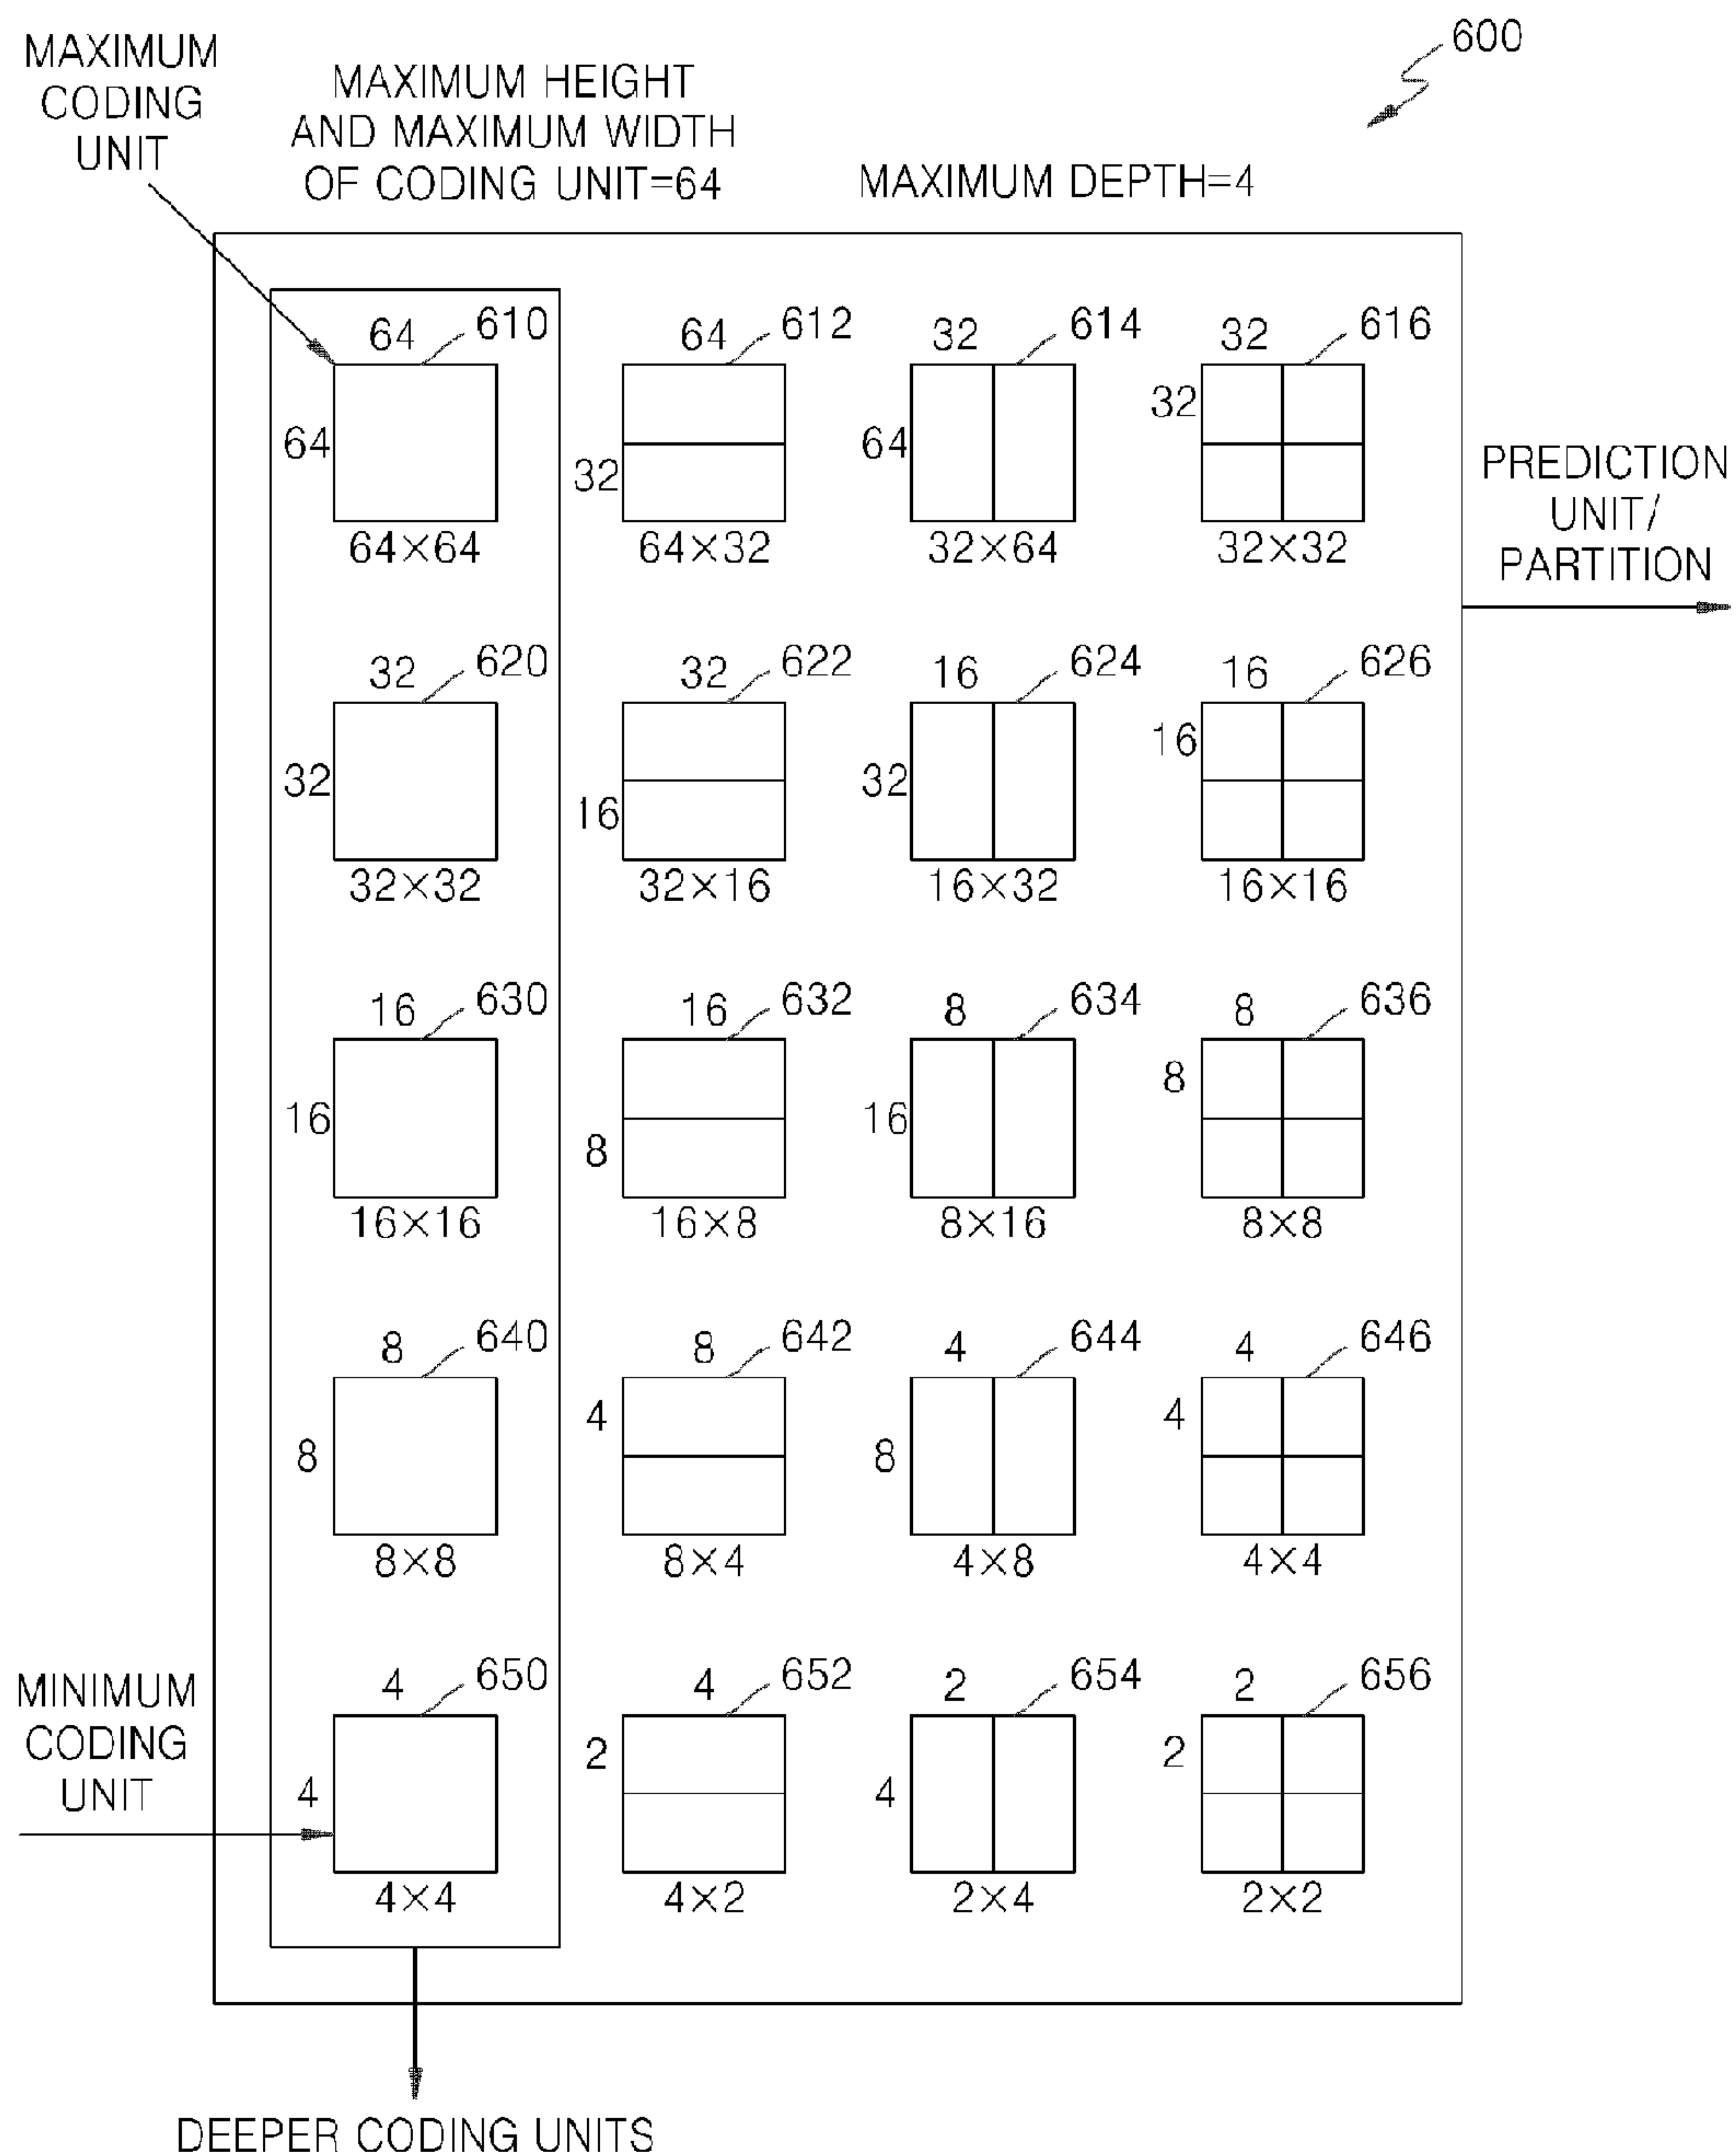 600
MAXIMUM
CODING
UNIT
MAXIMUM HEIGHT
AND MAXIMUM WIDTH
OF CODING UNIT=64
MAXIMUM DEPTH=4
64 610 64 612 32 614 32 616
64 32 64 32
64×64 64×32 32×64 32×32
PREDICTION
UNIT/
PARTITION
32 620 32 622 16 624 16 626
32 16 32 16
32×32 32×16 16×32 16×16
16 630 16 632 8 634 8 636
16 8 16 8
16×16 16×8 8×16 8×8
8 640 8 642 4 644 4 646
8 4 8 4
8×8 8×4 4×8 4×4
MINIMUM
CODING
UNIT
4 650 4 652 2 654 2 656
4 2 4 2
4×4 4×2 2×4 2×2
DEEPER CODING UNITS